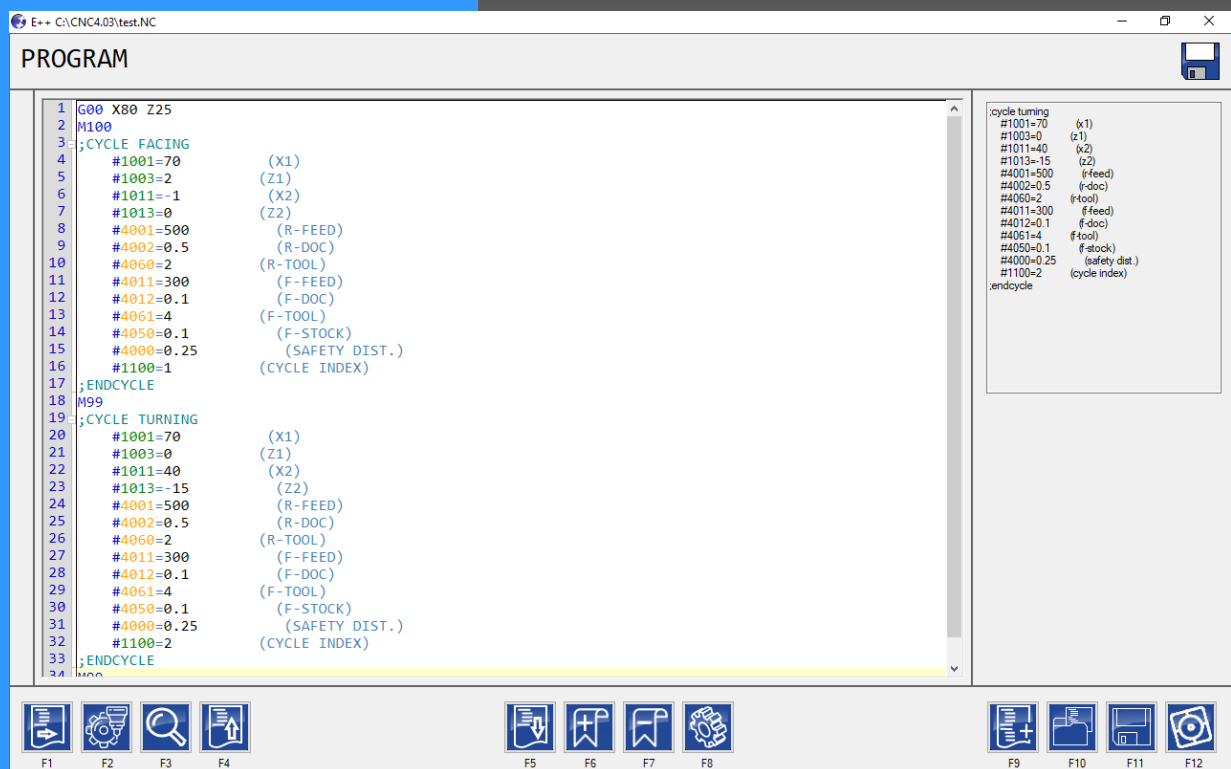 E++ C:\CNC4.03\test.NC
PROGRAM
1 G00 X80 Z25
2 M100
3 ;CYCLE FACING
4 #1001=70 (X1)
5 #1003=2 (Z1)
6 #1011=-1 (X2)
7 #1013=0 (Z2)
8 #4001=500 (R-FEED)
9 #4002=0.5 (R-DOC)
10 #4060=2 (R-TOOL)
11 #4011=300 (F-FEED)
12 #4012=0.1 (F-DOC)
13 #4061=4 (F-TOOL)
14 #4050=0.1 (F-STOCK)
15 #4000=0.25 (SAFETY DIST.)
16 #1100=1 (CYCLE INDEX)
17 ;ENDCYCLE
18 M99
19 ;CYCLE TURNING
20 #1001=70 (X1)
21 #1003=0 (Z1)
22 #1011=40 (X2)
23 #1013=-15 (Z2)
24 #4001=500 (R-FEED)
25 #4002=0.5 (R-DOC)
26 #4060=2 (R-TOOL)
27 #4011=300 (F-FEED)
28 #4012=0.1 (F-DOC)
29 #4061=4 (F-TOOL)
30 #4050=0.1 (F-STOCK)
31 #4000=0.25 (SAFETY DIST.)
32 #1100=2 (CYCLE INDEX)
33 ;ENDCYCLE
34
;cycle turning
#1001=70 (x1)
#1003=0 (z1)
#1011=40 (x2)
#1013=-15 (z2)
#4001=500 (r-feed)
#4002=0.5 (r-doc)
#4060=2 (r-tool)
#4011=300 (f-feed)
#4012=0.1 (f-doc)
#4061=4 (f-tool)
#4050=0.1 (f-stock)
#4000=0.25 (safety dist.)
#1100=2 (cycle index)
;endcycle
F1 F2 F3 F4 F5 F6 F7 F8 F9 F10 F11 F12